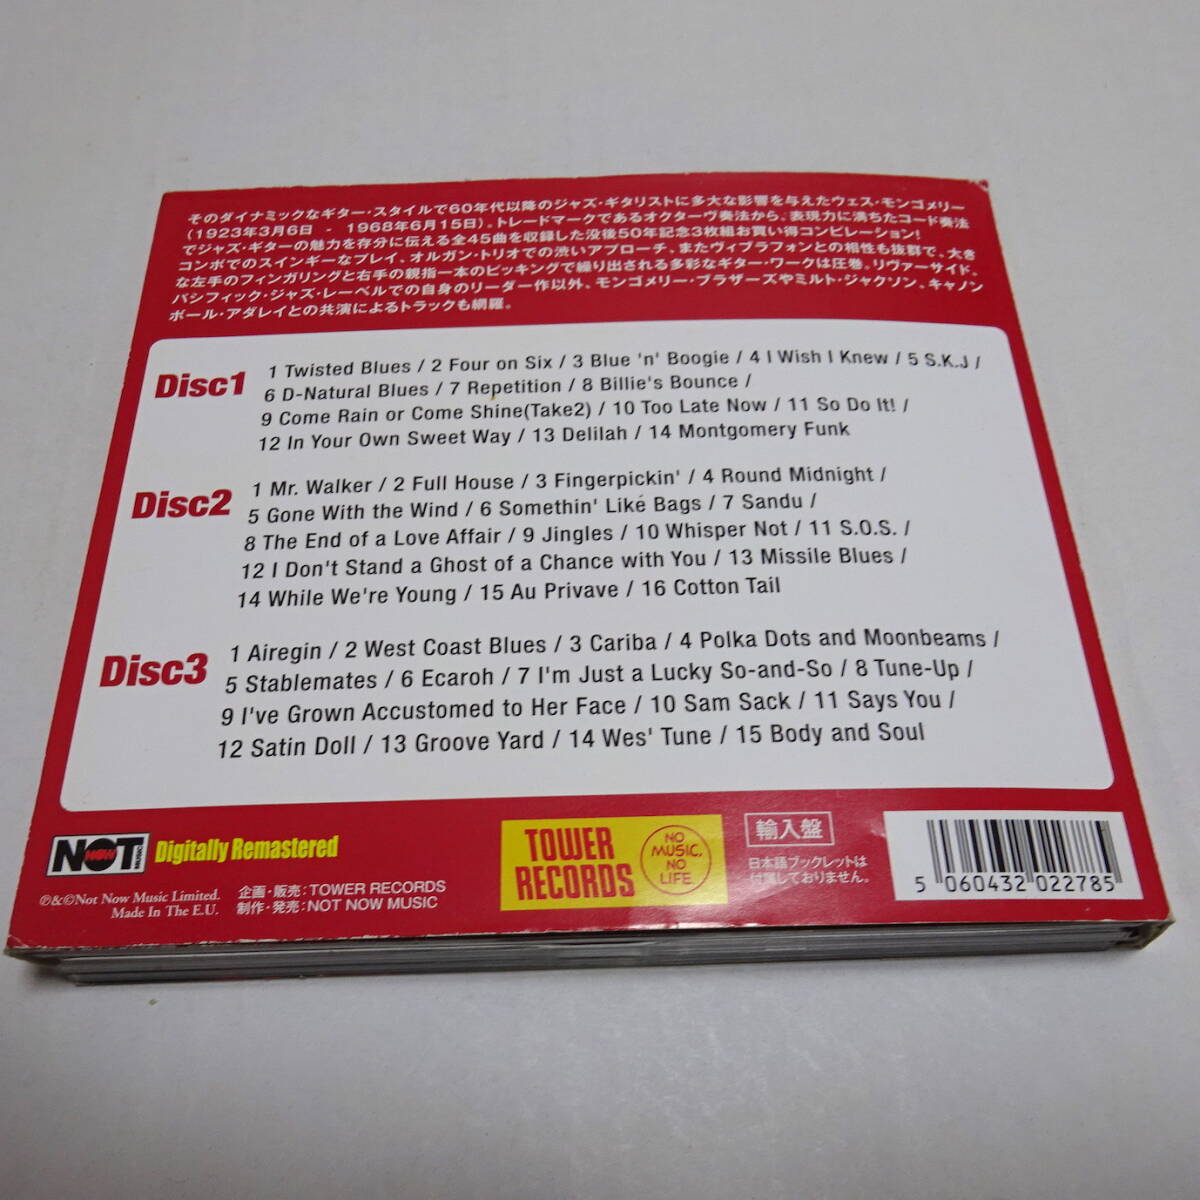 そのダイナミックなギター・スタイルで60年代以降のジャズ・ギタリストに多大な影響を与えたウェス・モンゴメリー
（1923年3月6日 - 1968年6月15日）。トレードマークであるオクターヴ奏法から、表現力に満ちたコード奏法
でジャズ・ギターの魅力を存分に伝える全45曲を収録した没後50年記念3枚組お買い得コンピレーション!
コンボでのスインギーなプレイ、オルガン・トリオでの渋いアプローチ、またヴィブラフォンとの相性も抜群で、大き
な左手のフィンガリングと右手の親指一本のピッキングで繰り出される多彩なギター・ワークは圧巻。リヴァーサイド、
パシフィック・ジャズ・レーベルでの自身のリーダー作以外、モンゴメリー・ブラザーズやミルト・ジャクソン、キャノン
ボール・アダレイとの共演によるトラックも網羅。
Disc1
1 Twisted Blues / 2 Four on Six / 3 Blue 'n' Boogie / 4 I Wish I Knew / 5 S.K.J /
6 D-Natural Blues / 7 Repetition / 8 Billie's Bounce /
9 Come Rain or Come Shine(Take2) / 10 Too Late Now / 11 So Do It! /
12 In Your Own Sweet Way / 13 Delilah / 14 Montgomery Funk
Disc2
1 Mr. Walker / 2 Full House / 3 Fingerpickin' / 4 Round Midnight /
5 Gone With the Wind / 6 Somethin' Like Bags / 7 Sandu /
8 The End of a Love Affair / 9 Jingles / 10 Whisper Not / 11 S.O.S. /
12 I Don't Stand a Ghost of a Chance with You / 13 Missile Blues /
14 While We're Young / 15 Au Privave / 16 Cotton Tail
Disc3
1 Airegin / 2 West Coast Blues / 3 Cariba / 4 Polka Dots and Moonbeams /
5 Stablemates / 6 Ecaroh / 7 I'm Just a Lucky So-and-So / 8 Tune-Up /
9 I've Grown Accustomed to Her Face / 10 Sam Sack / 11 Says You /
12 Satin Doll / 13 Groove Yard / 14 Wes' Tune / 15 Body and Soul
NOT NOW MUSIC
Digitally Remastered
℗&©Not Now Music Limited.
Made In The E.U.
企画・販売：TOWER RECORDS
制作・発売：NOT NOW MUSIC
TOWER
RECORDS
NO
MUSIC,
NO
LIFE.
輸入盤
日本語ブックレットは
付属しておりません。
5 060432 022785